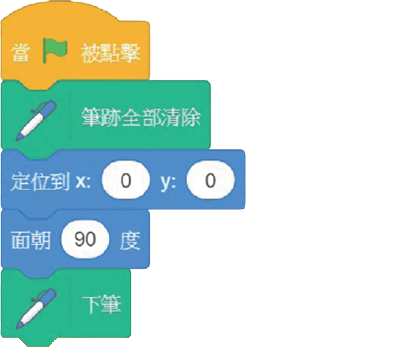 當 被點擊
筆跡全部清除
定位到 x: 0 y: 0
面朝 90 度
下筆